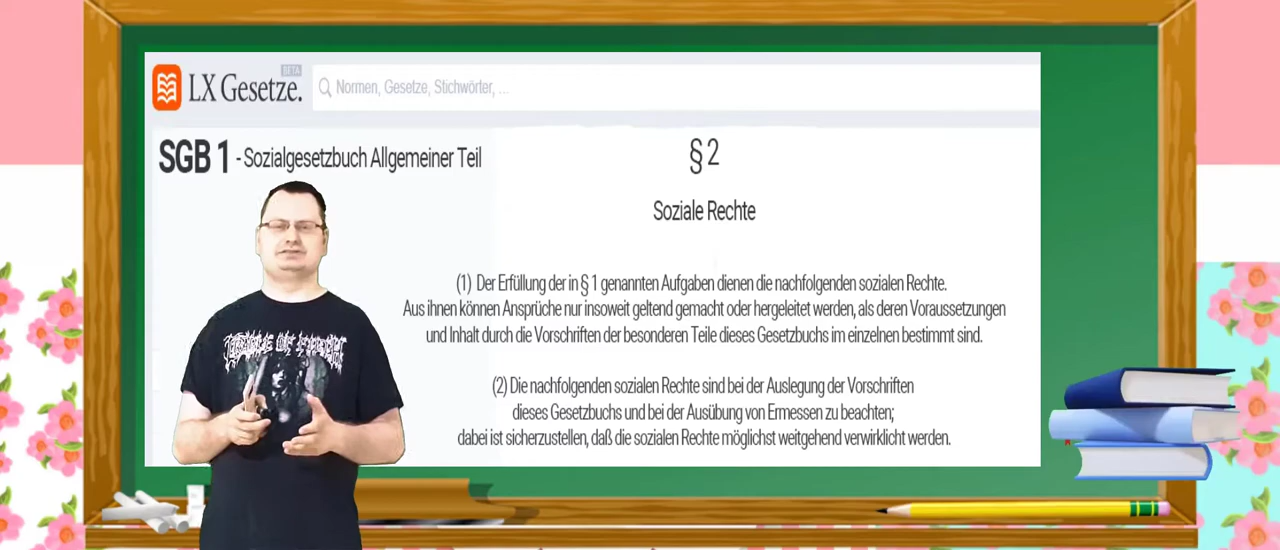 BETA
LX Gesetze.
Normen, Gesetze, Stichwörter, ...
SGB 1 - Sozialgesetzbuch Allgemeiner Teil
§ 2
Soziale Rechte
(1) Der Erfüllung der in § 1 genannten Aufgaben dienen die nachfolgenden sozialen Rechte.
Aus ihnen können Ansprüche nur insoweit geltend gemacht oder hergeleitet werden, als deren Voraussetzungen
und Inhalt durch die Vorschriften der besonderen Teile dieses Gesetzbuchs im einzelnen bestimmt sind.
(2) Die nachfolgenden sozialen Rechte sind bei der Auslegung der Vorschriften
dieses Gesetzbuchs und bei der Ausübung von Ermessen zu beachten;
dabei ist sicherzustellen, daß die sozialen Rechte möglichst weitgehend verwirklicht werden.
CRADLE OF FILTH